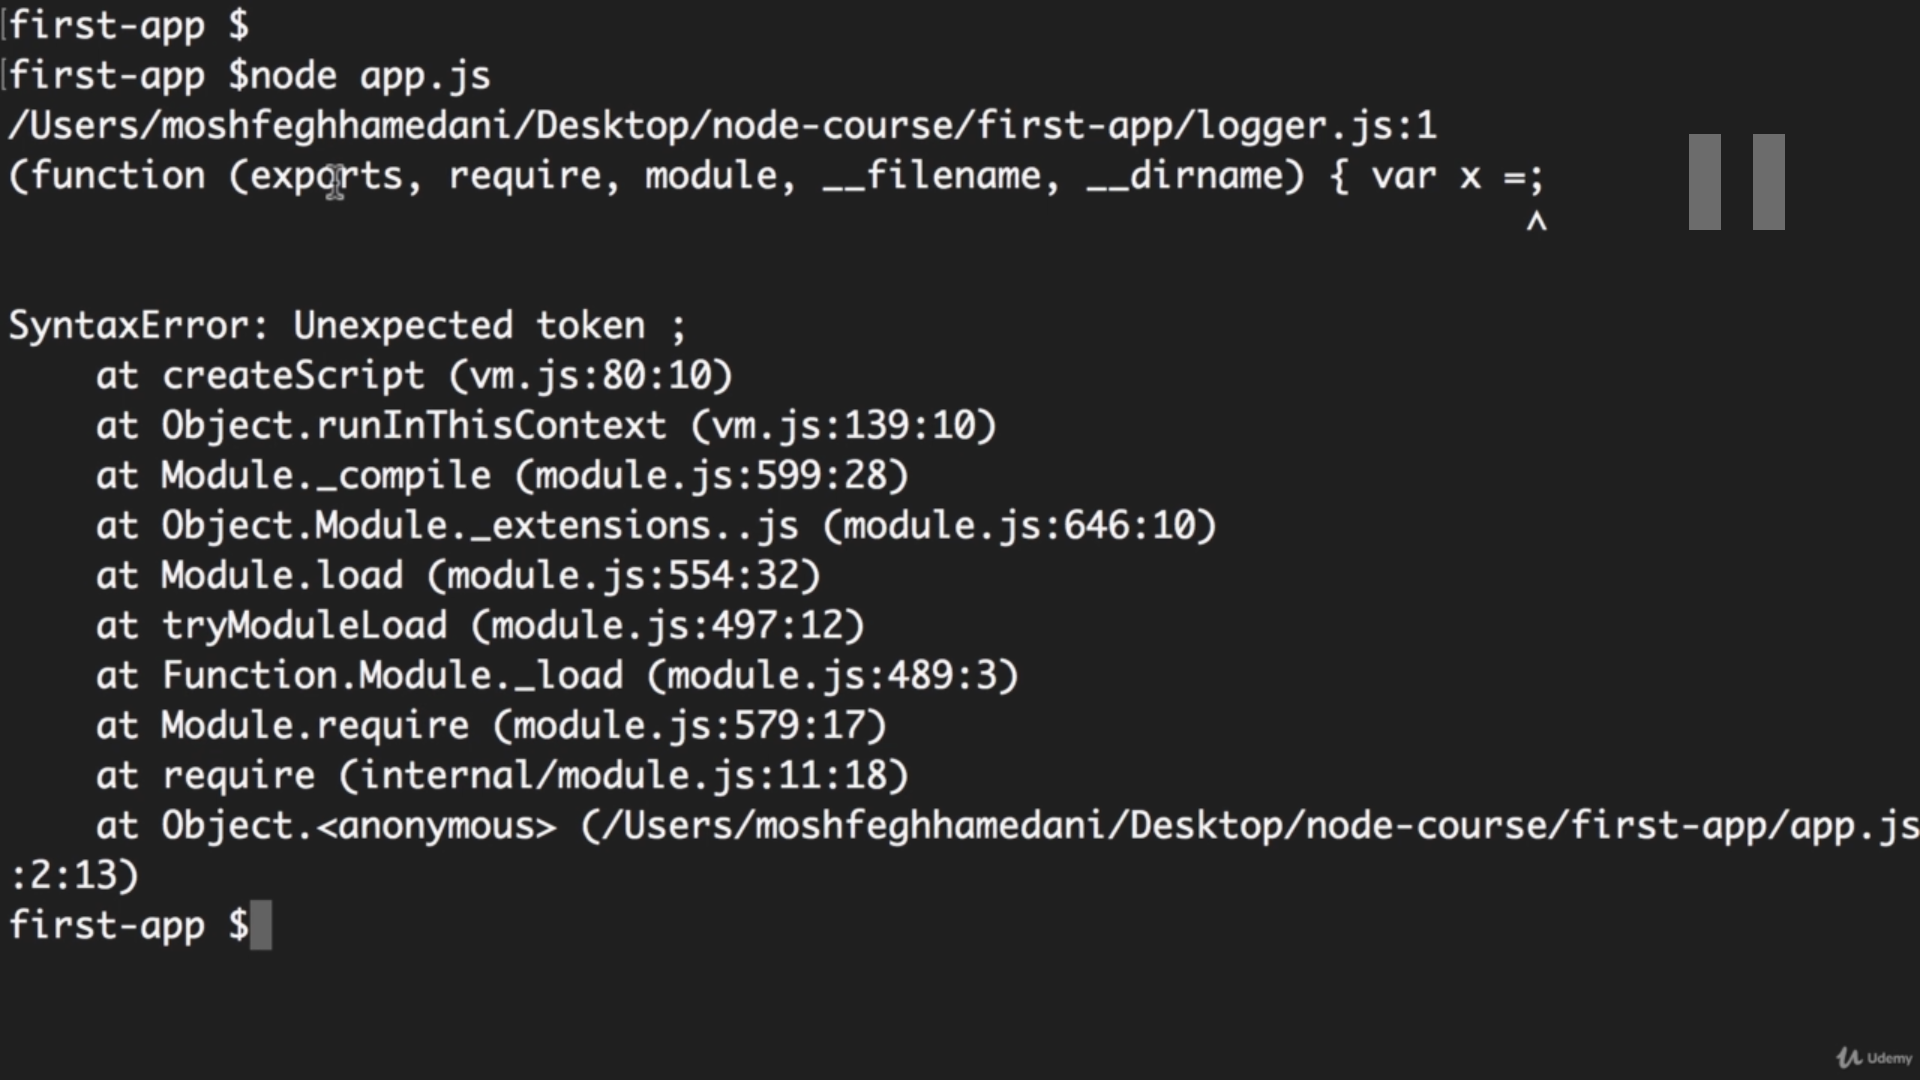 [first-app $
[first-app $node app.js
/Users/moshfeghhamedani/Desktop/node-course/first-app/logger.js:1
(function (exports, require, module, __filename, __dirname) { var x =;
^
SyntaxError: Unexpected token ;
    at createScript (vm.js:80:10)
    at Object.runInThisContext (vm.js:139:10)
    at Module._compile (module.js:599:28)
    at Object.Module._extensions..js (module.js:646:10)
    at Module.load (module.js:554:32)
    at tryModuleLoad (module.js:497:12)
    at Function.Module._load (module.js:489:3)
    at Module.require (module.js:579:17)
    at require (internal/module.js:11:18)
    at Object.<anonymous> (/Users/moshfeghhamedani/Desktop/node-course/first-app/app.js
:2:13)
first-app $
Udemy